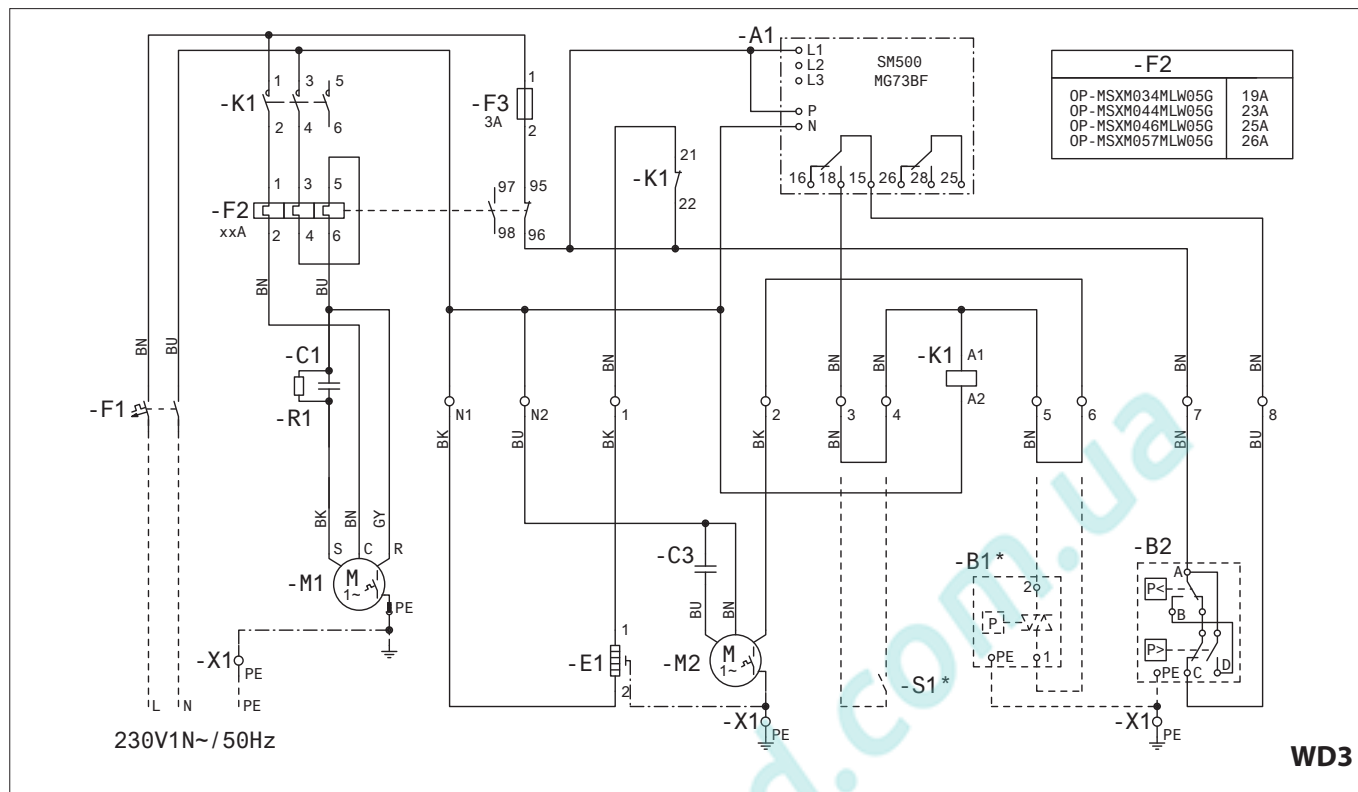 -A1
L1
L2
L3
P
N
SM500
MG73BF
16 18 15 26 28 25
-F2
OP-MSXM034MLW05G 19A
OP-MSXM044MLW05G 23A
OP-MSXM046MLW05G 25A
OP-MSXM057MLW05G 26A
-K1
1 3 5
2 4 6
-F3
3A
1
2
-K1
21
22
-F2
xxA
1 3 5
2 4 6
97 95
98 96
BN BU
BN BU
-C1
-R1
-F1
N1 N2 1 2 3 4 5 6 7 8
BN BN BN BN BN BN BN BU
BK BU BK BK BN BN BN BU
-K1
A1
A2
BK BN GY
S C R
-M1
M
1~
PE
-X1
PE
L N PE
230V1N~/50Hz
-C3
BU BN
-E1
1
2
-M2
M
1~
-X1
PE
-S1*
-B1*
2
P
PE 1
-B2
A
P<
B
P>
PE C D
-X1
PE
WD3
d.com.ua